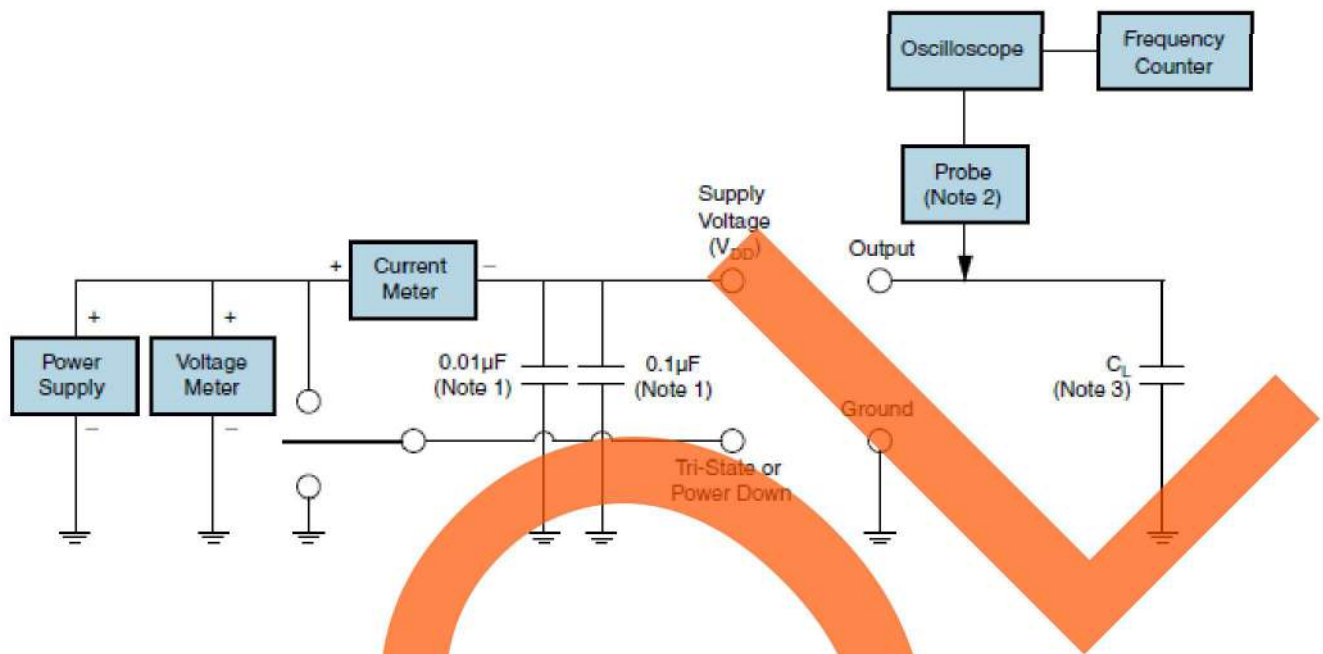 Oscilloscope
Frequency
Counter
Probe
(Note 2)
Supply
Voltage
(VDD)
Output
+
Current
Meter
−
+
Power
Supply
−
+
Voltage
Meter
−
0.01µF
(Note 1)
0.1µF
(Note 1)
CL
(Note 3)
Ground
Tri-State or
Power Down